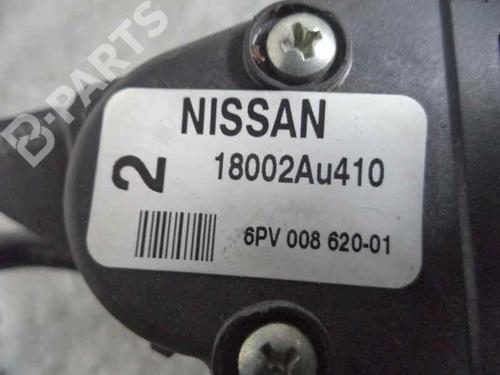 B-PARTS
NISSAN
2
18002Au410
6PV 008 620-01